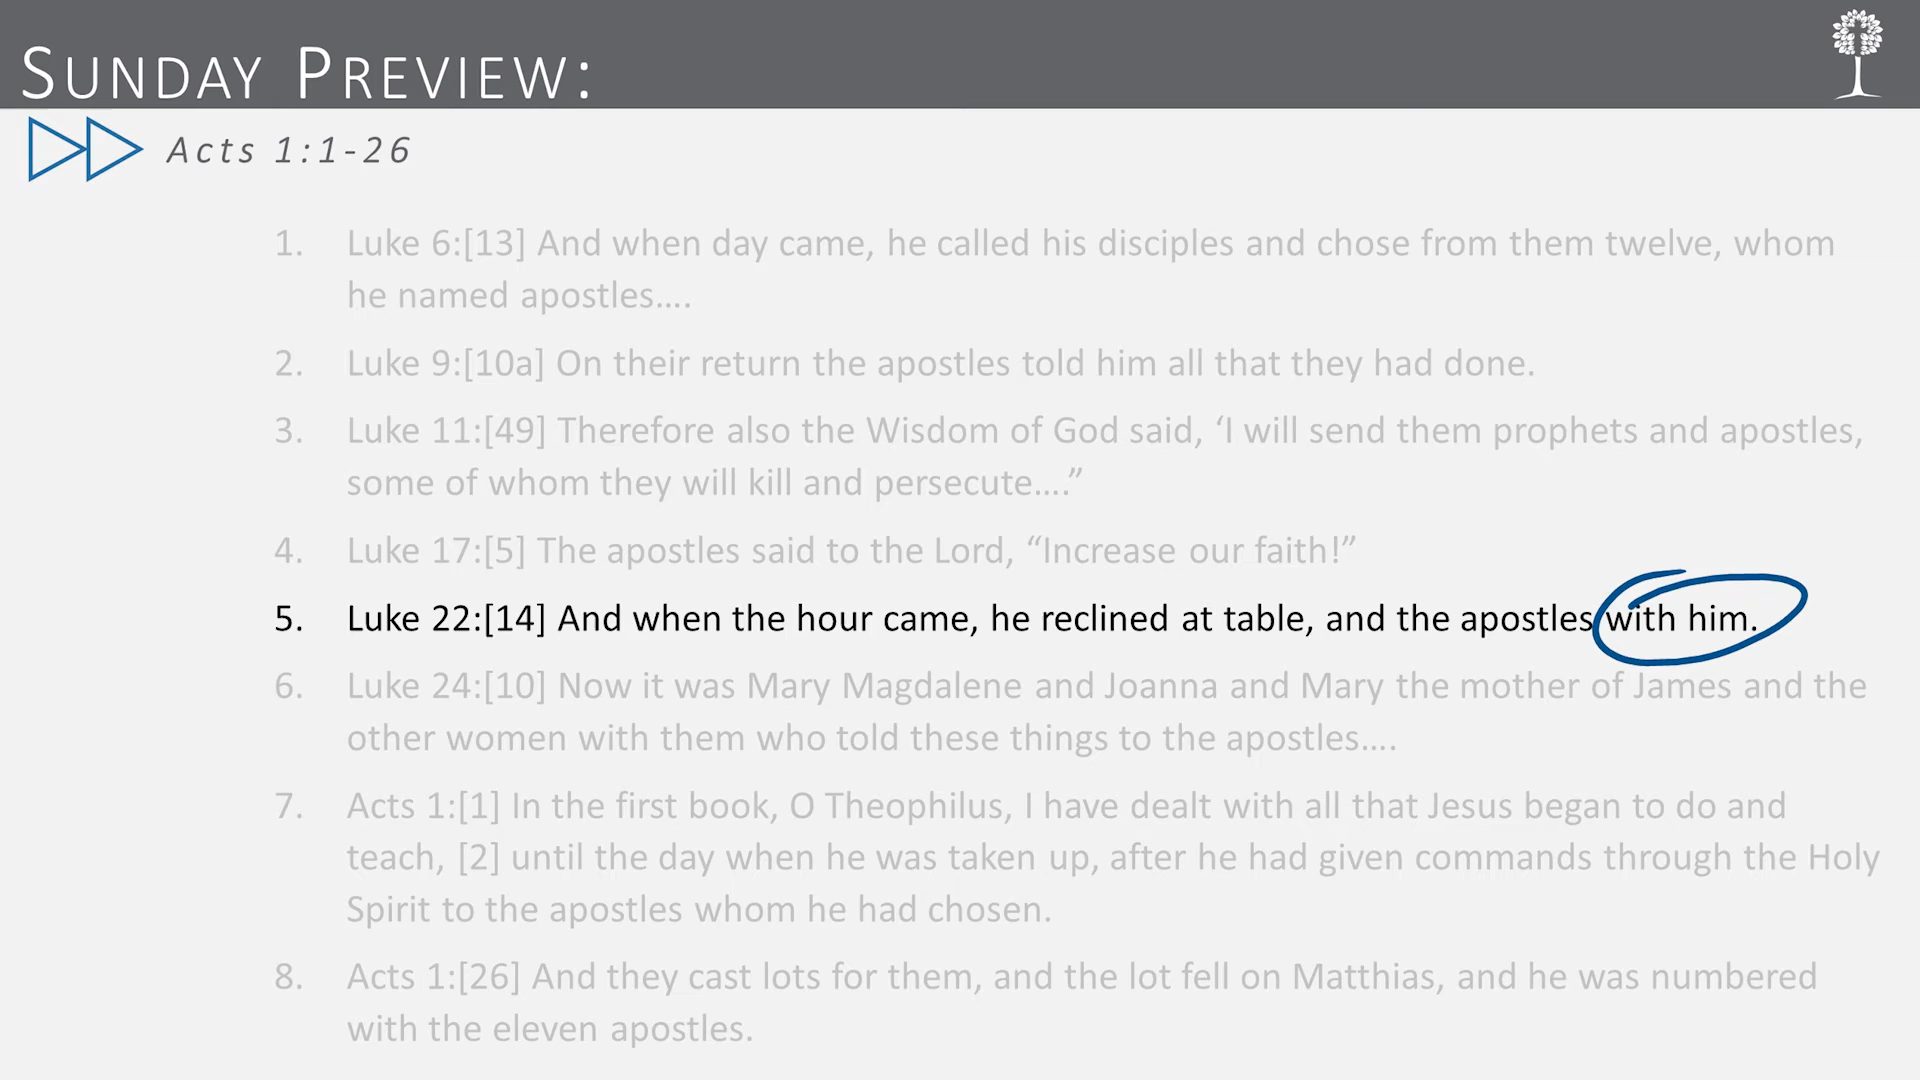 SUNDAY PREVIEW:
Acts 1:1-26
1. Luke 6:[13] And when day came, he called his disciples and chose from them twelve, whom
he named apostles….
2. Luke 9:[10a] On their return the apostles told him all that they had done.
3. Luke 11:[49] Therefore also the Wisdom of God said, ‘I will send them prophets and apostles,
some of whom they will kill and persecute….”
4. Luke 17:[5] The apostles said to the Lord, “Increase our faith!”
5. Luke 22:[14] And when the hour came, he reclined at table, and the apostles with him.
6. Luke 24:[10] Now it was Mary Magdalene and Joanna and Mary the mother of James and the
other women with them who told these things to the apostles….
7. Acts 1:[1] In the first book, O Theophilus, I have dealt with all that Jesus began to do and
teach, [2] until the day when he was taken up, after he had given commands through the Holy
Spirit to the apostles whom he had chosen.
8. Acts 1:[26] And they cast lots for them, and the lot fell on Matthias, and he was numbered
with the eleven apostles.